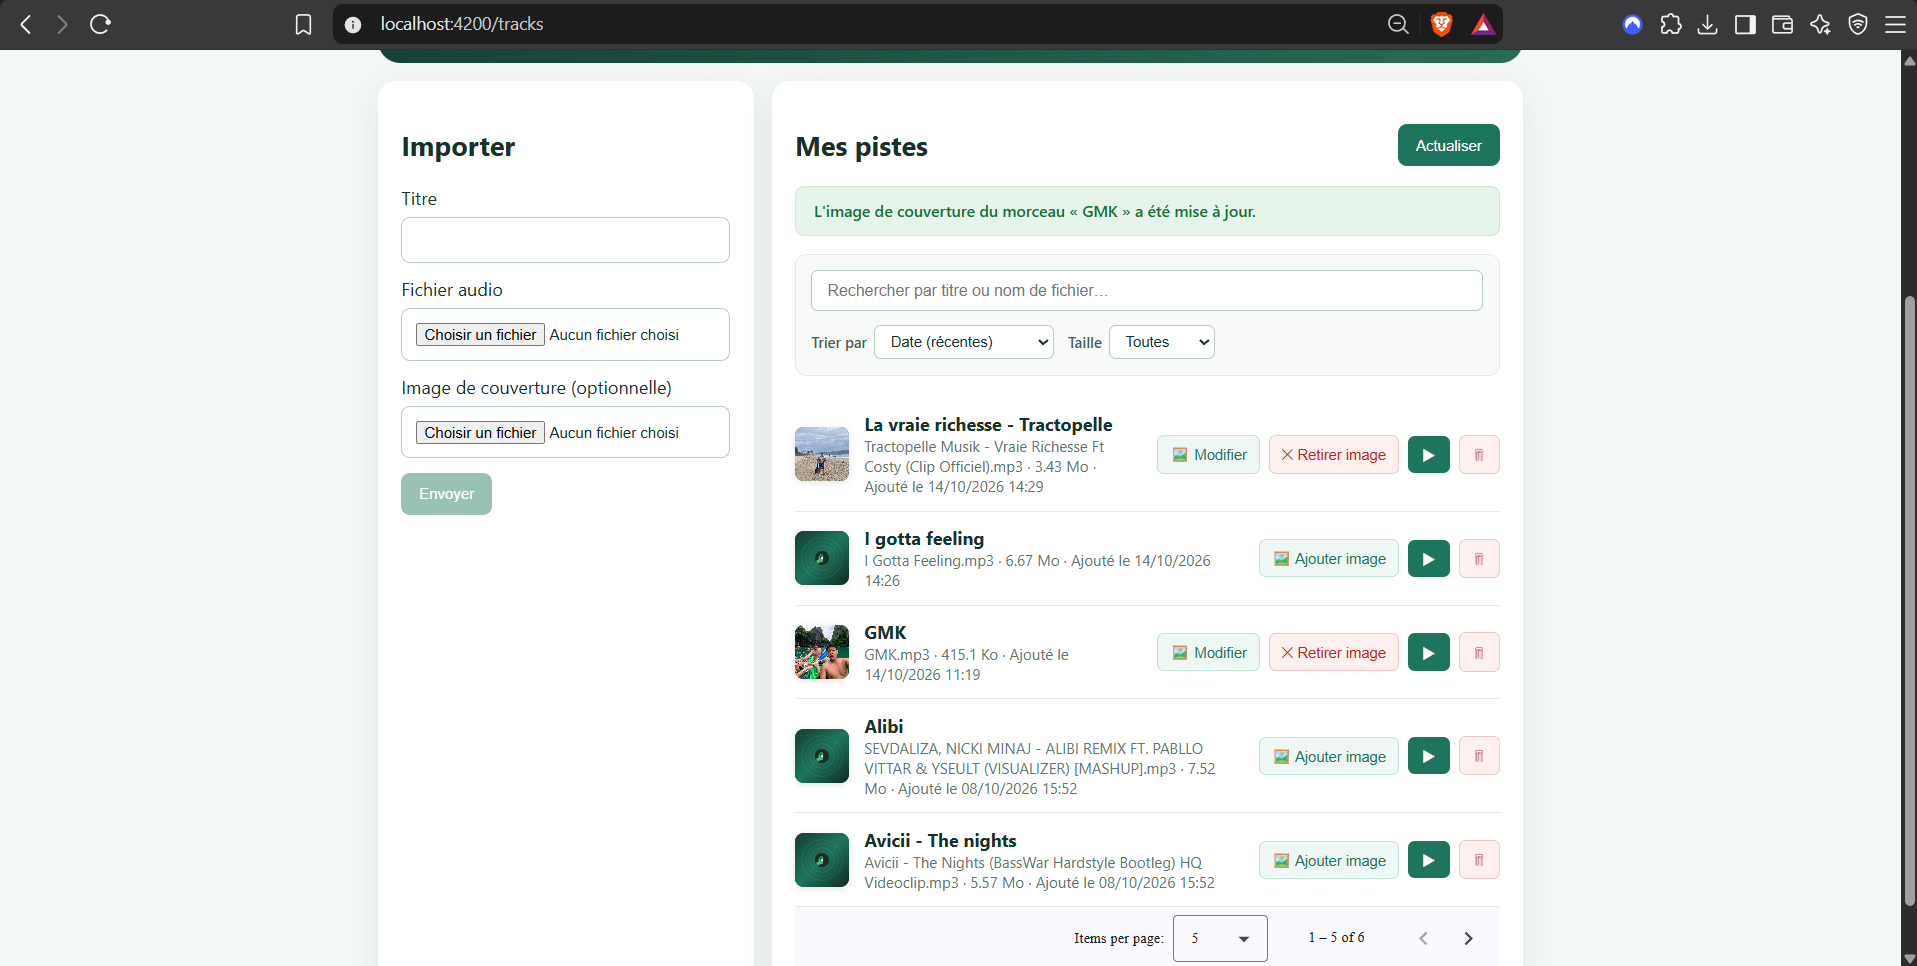 localhost:4200/tracks
Importer
Titre
Fichier audio
Choisir un fichier Aucun fichier choisi
Image de couverture (optionnelle)
Choisir un fichier Aucun fichier choisi
Envoyer
Mes pistes
Actualiser
L'image de couverture du morceau « GMK » a été mise à jour.
Rechercher par titre ou nom de fichier…
Trier par Date (récentes) Taille Toutes
La vraie richesse - Tractopelle
Tractopelle Musik - Vraie Richesse Ft
Costy (Clip Officiel).mp3 · 3.43 Mo ·
Ajouté le 14/10/2026 14:29
Modifier
Retirer image
I gotta feeling
I Gotta Feeling.mp3 · 6.67 Mo · Ajouté le 14/10/2026
14:26
Ajouter image
GMK
GMK.mp3 · 415.1 Ko · Ajouté le
14/10/2026 11:19
Modifier
Retirer image
Alibi
SEVDALIZA, NICKI MINAJ - ALIBI REMIX FT. PABLLO
VITTAR & YSEULT (VISUALIZER) [MASHUP].mp3 · 7.52
Mo · Ajouté le 08/10/2026 15:52
Ajouter image
Avicii - The nights
Avicii - The Nights (BassWar Hardstyle Bootleg) HQ
Videoclip.mp3 · 5.57 Mo · Ajouté le 08/10/2026 15:52
Ajouter image
Items per page: 5 1 – 5 of 6